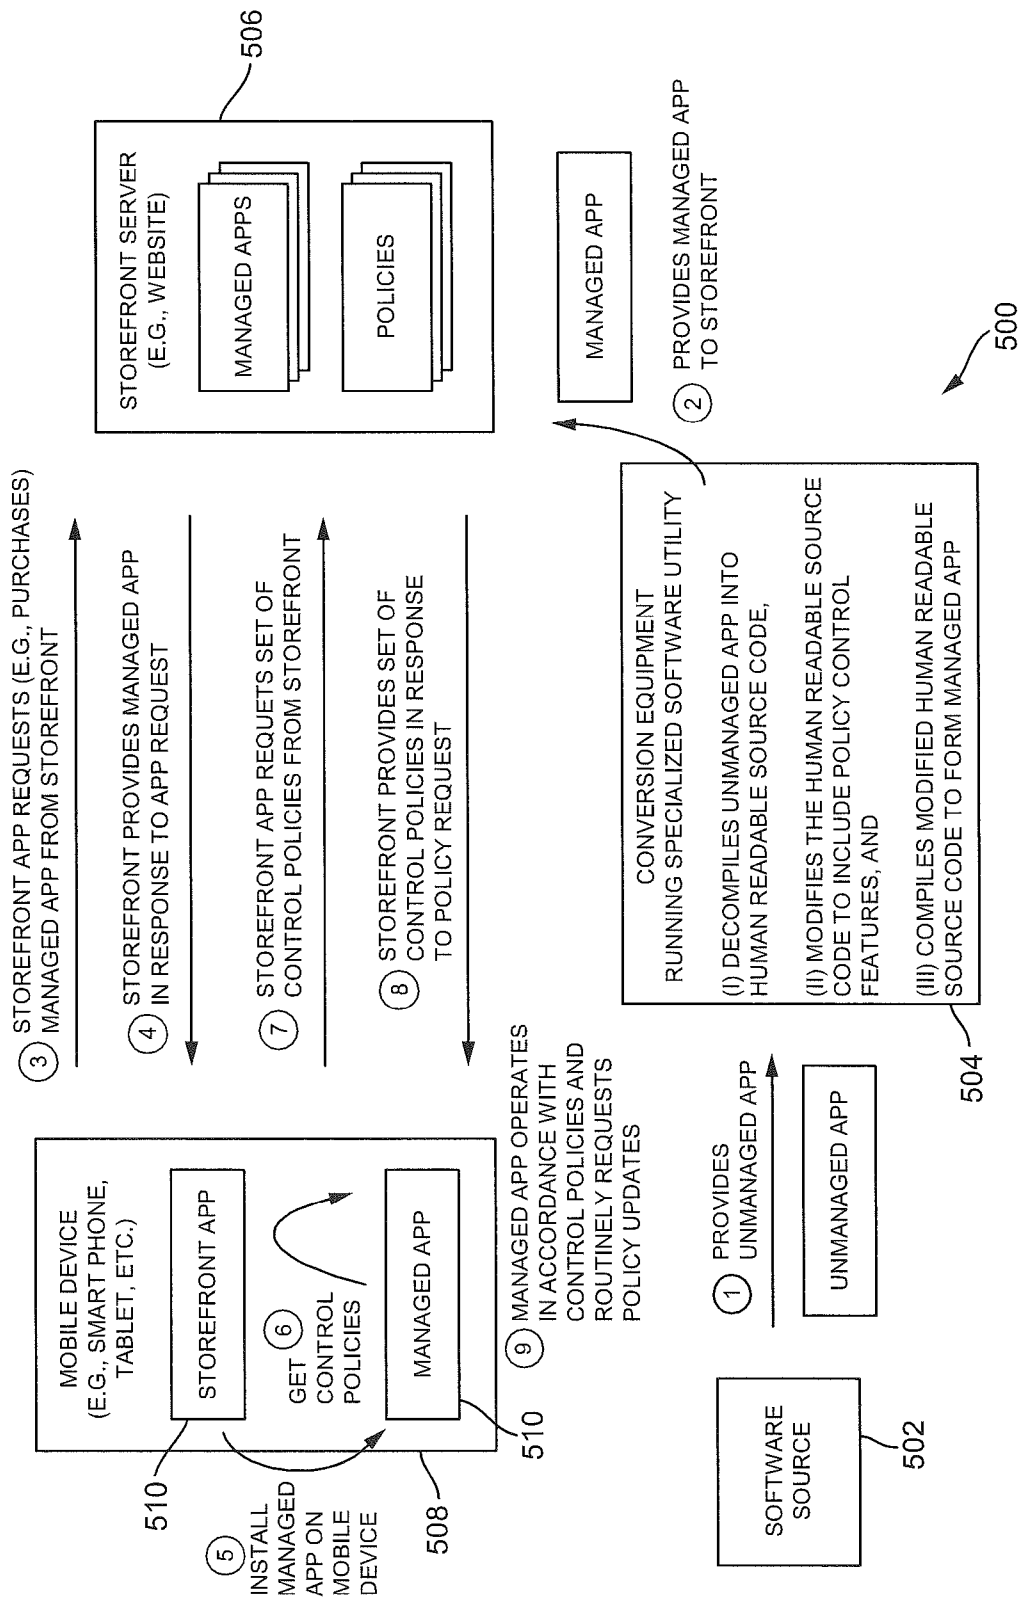 MOBILE DEVICE
(E.G., SMART PHONE,
TABLET, ETC.)
STOREFRONT APP
510
6
GET
CONTROL
POLICIES
MANAGED APP
510
508
5
INSTALL
MANAGED
APP ON
MOBILE
DEVICE
3
STOREFRONT APP REQUESTS (E.G., PURCHASES)
MANAGED APP FROM STOREFRONT
4
STOREFRONT PROVIDES MANAGED APP
IN RESPONSE TO APP REQUEST
7
STOREFRONT APP REQUETS SET OF
CONTROL POLICIES FROM STOREFRONT
8
STOREFRONT PROVIDES SET OF
CONTROL POLICIES IN RESPONSE
TO POLICY REQUEST
9
MANAGED APP OPERATES
IN ACCORDANCE WITH
CONTROL POLICIES AND
ROUTINELY REQUESTS
POLICY UPDATES
STOREFRONT SERVER
(E.G., WEBSITE)
MANAGED APPS
POLICIES
506
MANAGED APP
2
PROVIDES MANAGED APP
TO STOREFRONT
SOFTWARE
SOURCE
502
1
PROVIDES
UNMANAGED APP
UNMANAGED APP
CONVERSION EQUIPMENT
RUNNING SPECIALIZED SOFTWARE UTILITY
(I) DECOMPILES UNMANAGED APP INTO
HUMAN READABLE SOURCE CODE,
(II) MODIFIES THE HUMAN READABLE SOURCE
CODE TO INCLUDE POLICY CONTROL
FEATURES, AND
(III) COMPILES MODIFIED HUMAN READABLE
SOURCE CODE TO FORM MANAGED APP
504
500